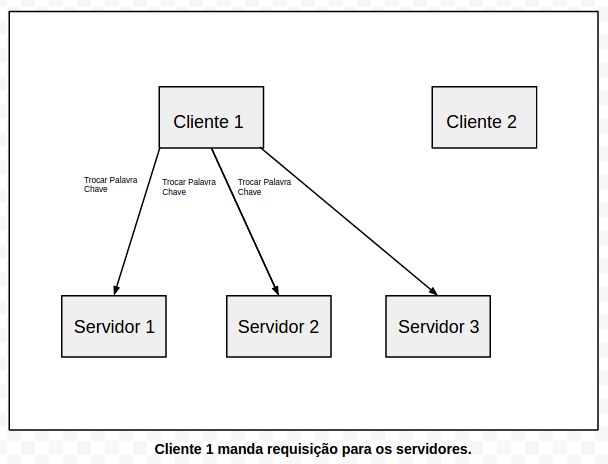 Cliente 1
Cliente 2
Trocar Palavra
Chave
Trocar Palavra
Chave
Trocar Palavra
Chave
Servidor 1
Servidor 2
Servidor 3
Cliente 1 manda requisição para os servidores.